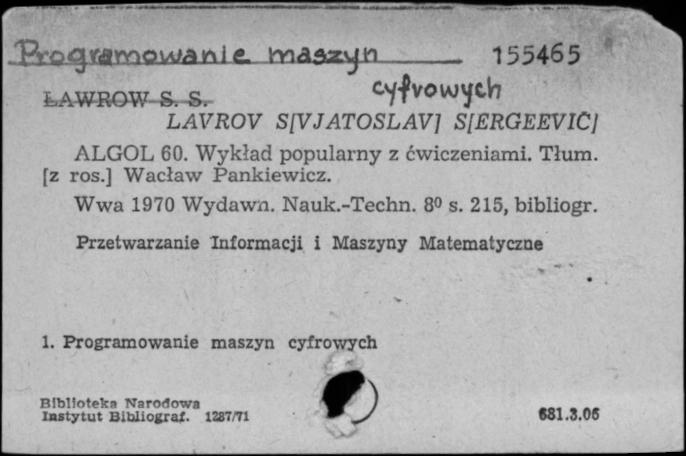 Programowanie maszyn 155465
cyfrowych
ŁAWROW S. S.
LAVROV S[VJATOSLAV] S[ERGEEVIČ]
ALGOL 60. Wykład popularny z ćwiczeniami. Tłum.
[z ros.] Wacław Pankiewicz.
Wwa 1970 Wydawn. Nauk.-Techn. 8⁰ s. 215, bibliogr.
Przetwarzanie Informacji i Maszyny Matematyczne
1. Programowanie maszyn cyfrowych
Biblioteka Narodowa
Instytut Bibliograf. 1287/71 681.3.06